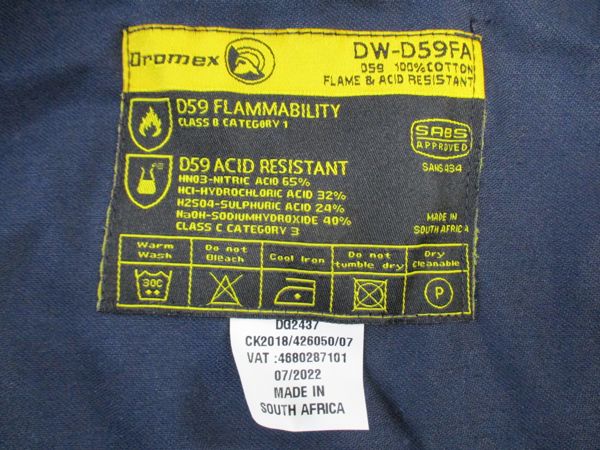 Dromex
DW-D59FA
D59 100% COTTON
FLAME & ACID RESISTANT
D59 FLAMMABILITY
CLASS B CATEGORY 1
SABS
APPROVED
SANS434
D59 ACID RESISTANT
HNO3-NITRIC ACID 65%
HCl-HYDROCHLORIC ACID 32%
H2SO4-SULPHURIC ACID 24%
NaOH-SODIUMHYDROXIDE 40%
CLASS C CATEGORY 3
MADE IN
SOUTH AFRICA
Warm Wash
Do not Bleach
Cool Iron
Do not tumble dry
Dry Cleanable
30C
P
DG2437
CK2018/426050/07
VAT :4680287101
07/2022
MADE IN
SOUTH AFRICA